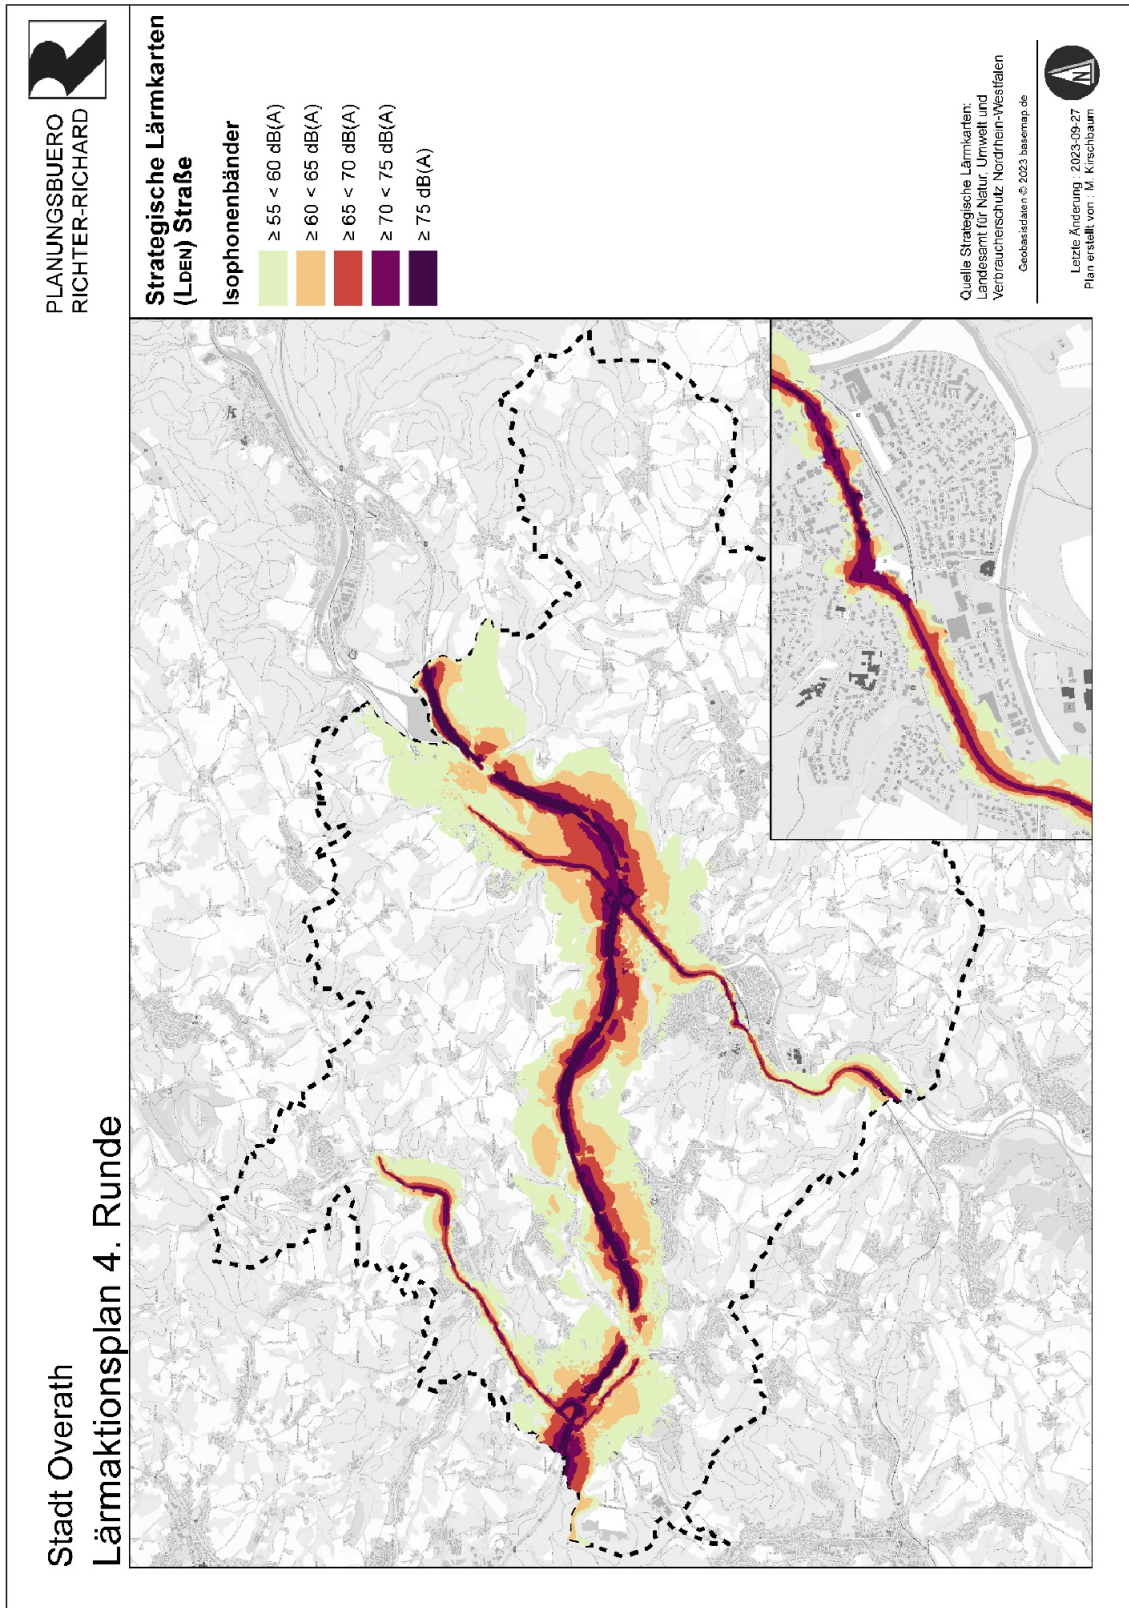 Stadt Overath
Lärmaktionsplan 4. Runde
PLANUNGSBUERO
RICHTER-RICHARD
Strategische Lärmkarten
(LDEN) Straße
Isophonenbänder
≥ 55 < 60 dB(A)
≥ 60 < 65 dB(A)
≥ 65 < 70 dB(A)
≥ 70 < 75 dB(A)
≥ 75 dB(A)
Quelle Strategische Lärmkarten:
Landesamt für Natur, Umwelt und
Verbraucherschutz Nordrhein-Westfalen
Geobasisdaten © 2023 basemap.de
N
Letzte Änderung : 2023-09-27
Plan erstellt von : M. Kirschbaum